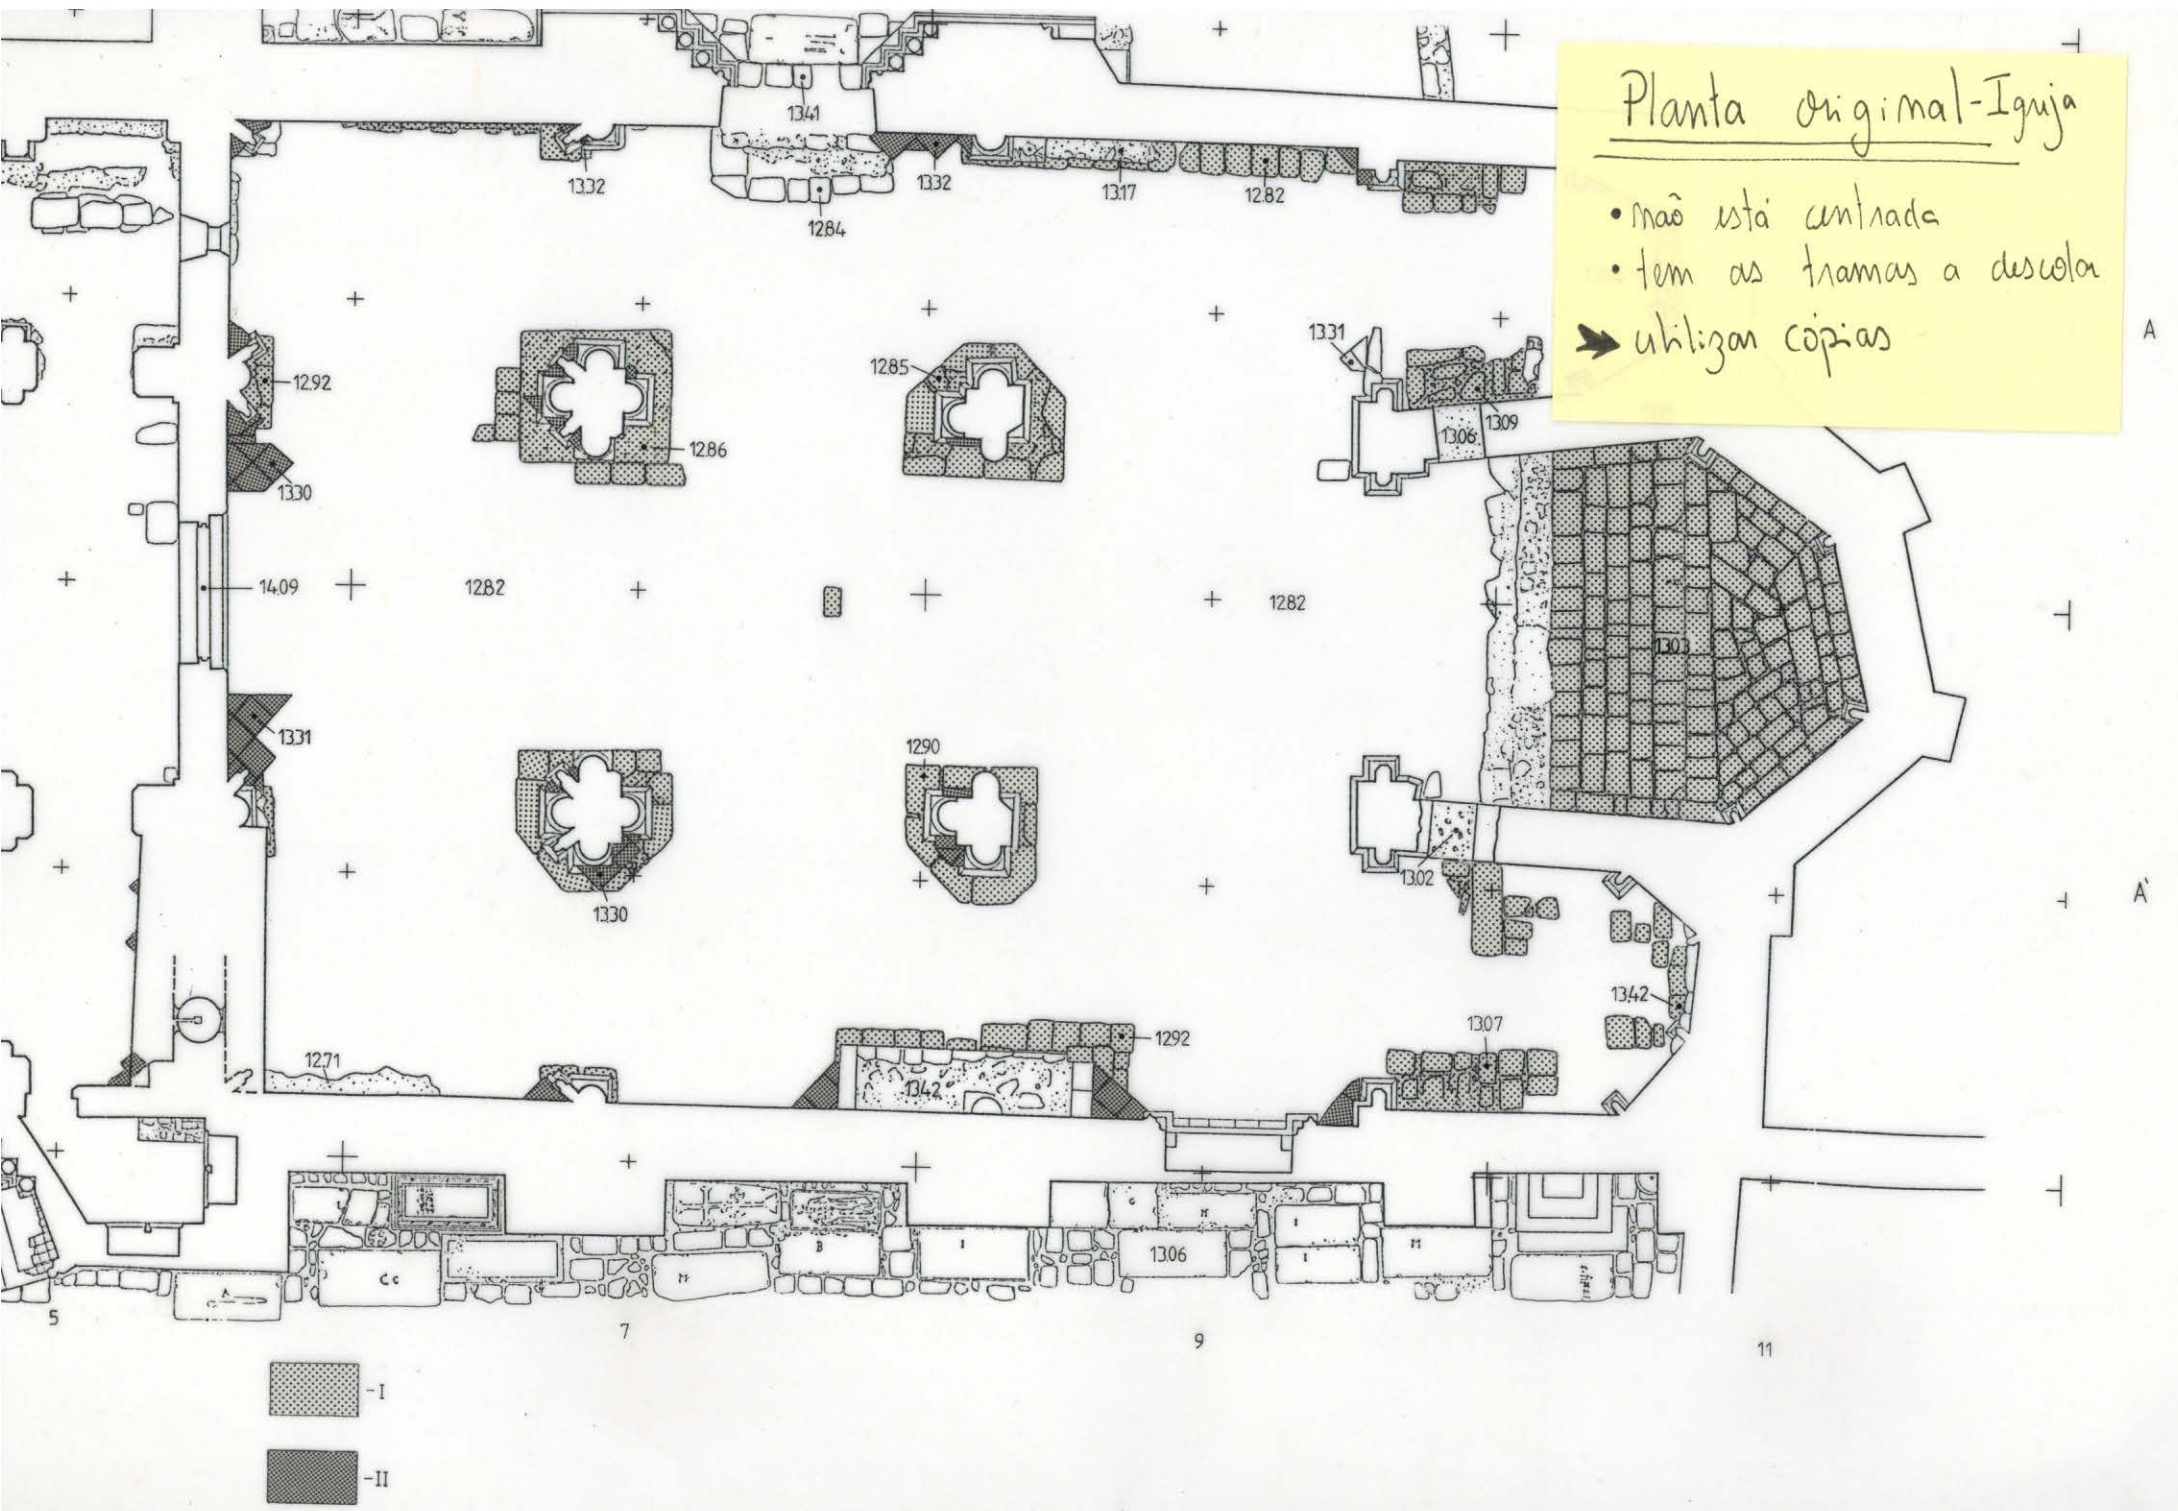 Planta original-Igreja
• não está centrada
• tem as tramas a descolar
➔ utilizar cópias
13.41
13.32
12.84
13.32
13.17
12.82
A
13.31
12.92
12.85
12.86
13.06
13.09
13.30
14.09
12.82
12.82
13.03
13.31
12.90
13.30
13.02
A'
13.42
13.07
12.92
12.71
13.42
C
M
I
B
I
I
M
13.06
Cc
M
I
A
5
7
9
11
-I
-II